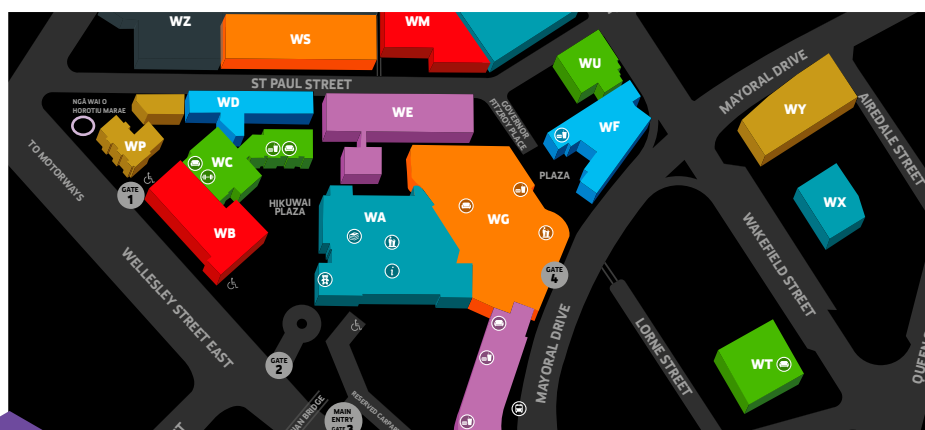 WZ
WS
WM
ST PAUL STREET
WU
MAYORAL DRIVE
WY
AIREDALE STREET
NGĀ WAI O
HOROTIU MARAE
WD
WE
GOVERNOR
FITZROY PLACE
WF
WP
WC
PLAZA
TO MOTORWAYS
GATE
1
HIKUWAI
PLAZA
WA
WG
WX
WB
GATE
4
WAKEFIELD STREET
WELLESLEY STREET EAST
MAYORAL DRIVE
LORNE STREET
GATE
2
WT
MAIN
ENTRY
GATE 3
RESERVED CARPARK